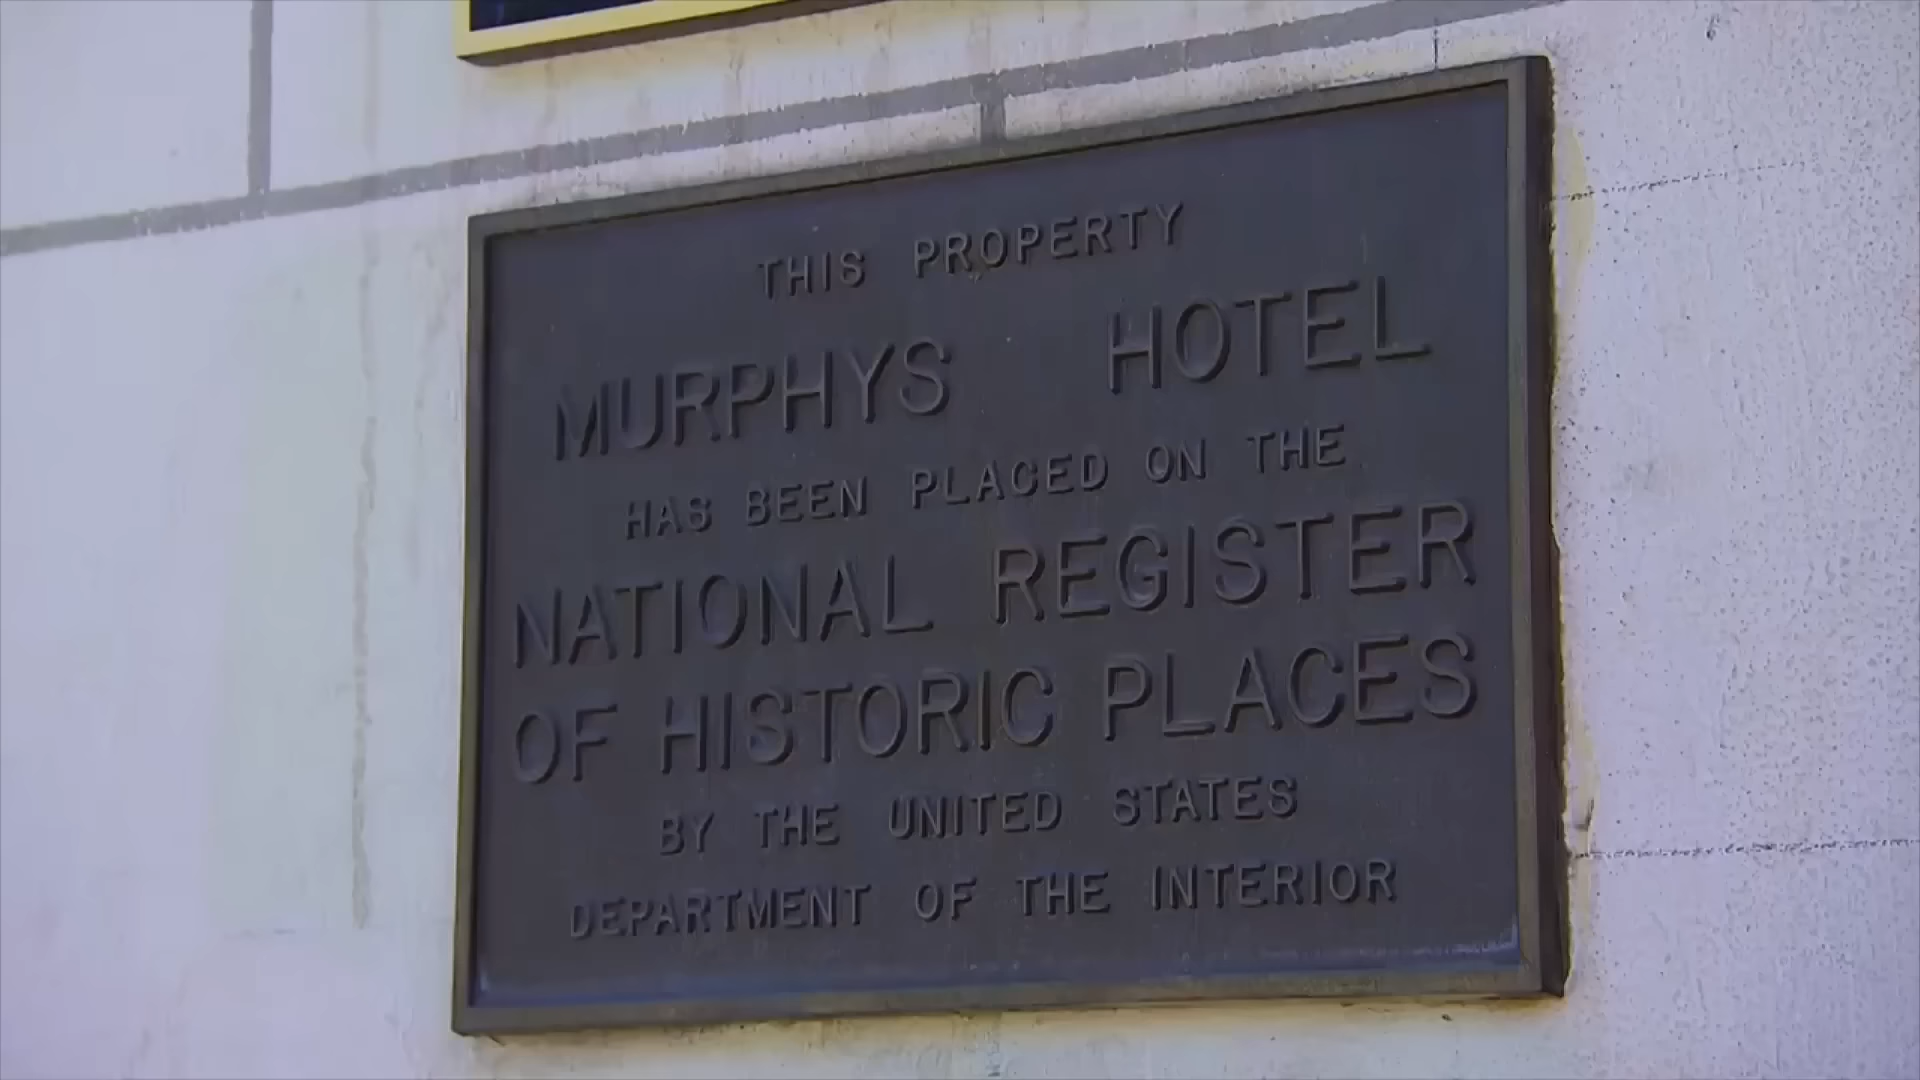 THIS PROPERTY
MURPHYS HOTEL
HAS BEEN PLACED ON THE
NATIONAL REGISTER
OF HISTORIC PLACES
BY THE UNITED STATES
DEPARTMENT OF THE INTERIOR